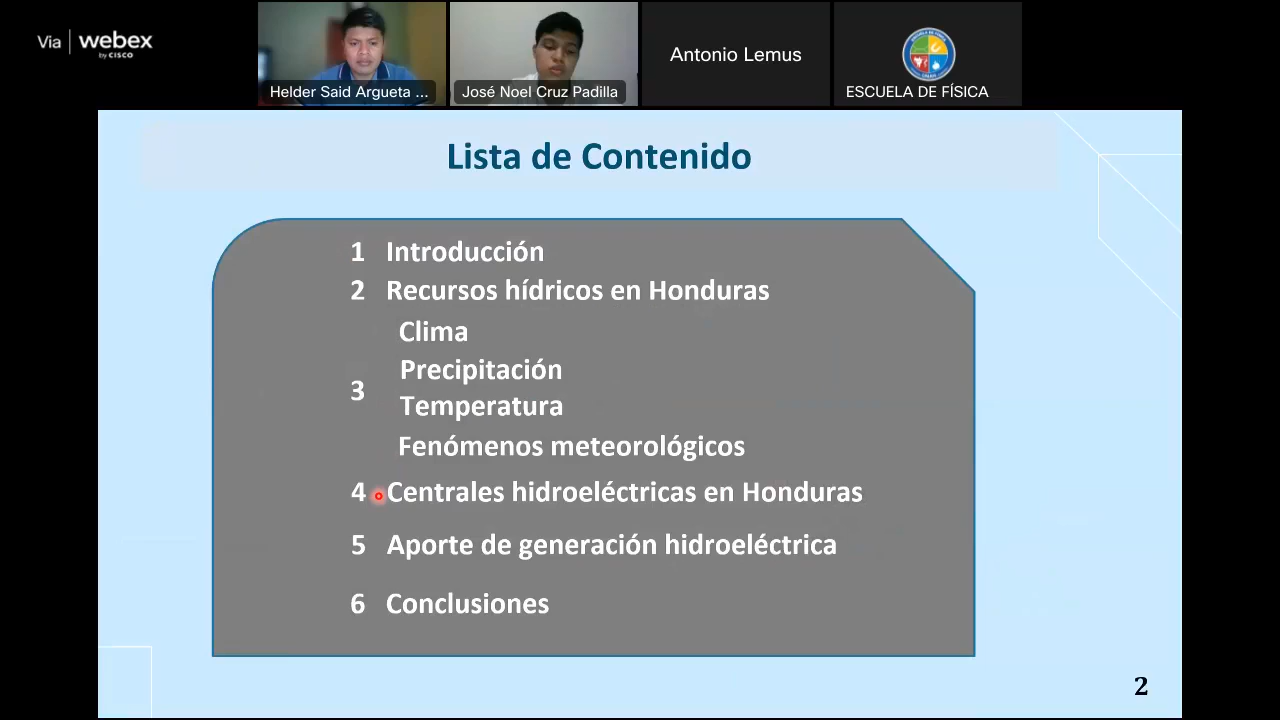 Via | webex
by CISCO
Helder Said Argueta ...
José Noel Cruz Padilla
Antonio Lemus
ESCUELA DE FÍSICA
Lista de Contenido
1 Introducción
2 Recursos hídricos en Honduras
Clima
Precipitación
3
Temperatura
Fenómenos meteorológicos
4 Centrales hidroeléctricas en Honduras
5 Aporte de generación hidroeléctrica
6 Conclusiones
2